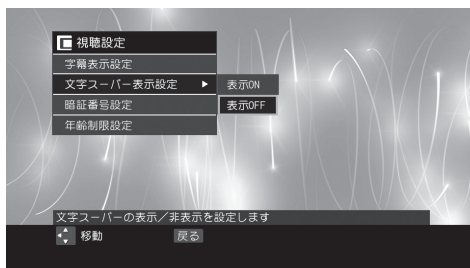 視聴設定
字幕表示設定
文字スーパー表示設定 ▶ 表示ON
表示OFF
暗証番号設定
年齢制限設定
文字スーパーの表示／非表示を設定します
移動 戻る